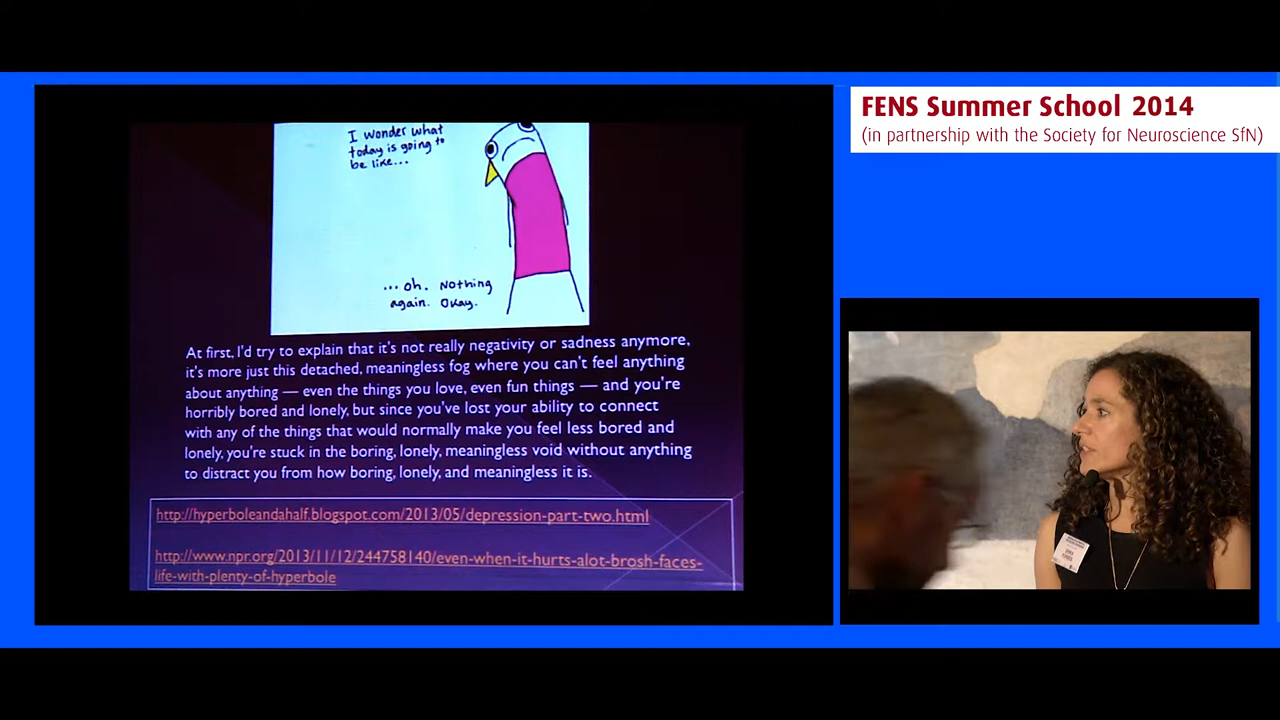 FENS Summer School 2014
(in partnership with the Society for Neuroscience SfN)
I wonder what
today is going to
be like...
...oh. Nothing
again. Okay.
At first, I'd try to explain that it's not really negativity or sadness anymore,
it's more just this detached, meaningless fog where you can't feel anything
about anything — even the things you love, even fun things — and you're
horribly bored and lonely, but since you've lost your ability to connect
with any of the things that would normally make you feel less bored and
lonely, you're stuck in the boring, lonely, meaningless void without anything
to distract you from how boring, lonely, and meaningless it is.
http://hyperboleandahalf.blogspot.com/2013/05/depression-part-two.html
http://www.npr.org/2013/11/12/244758140/even-when-it-hurts-alot-brosh-faces-
life-with-plenty-of-hyperbole